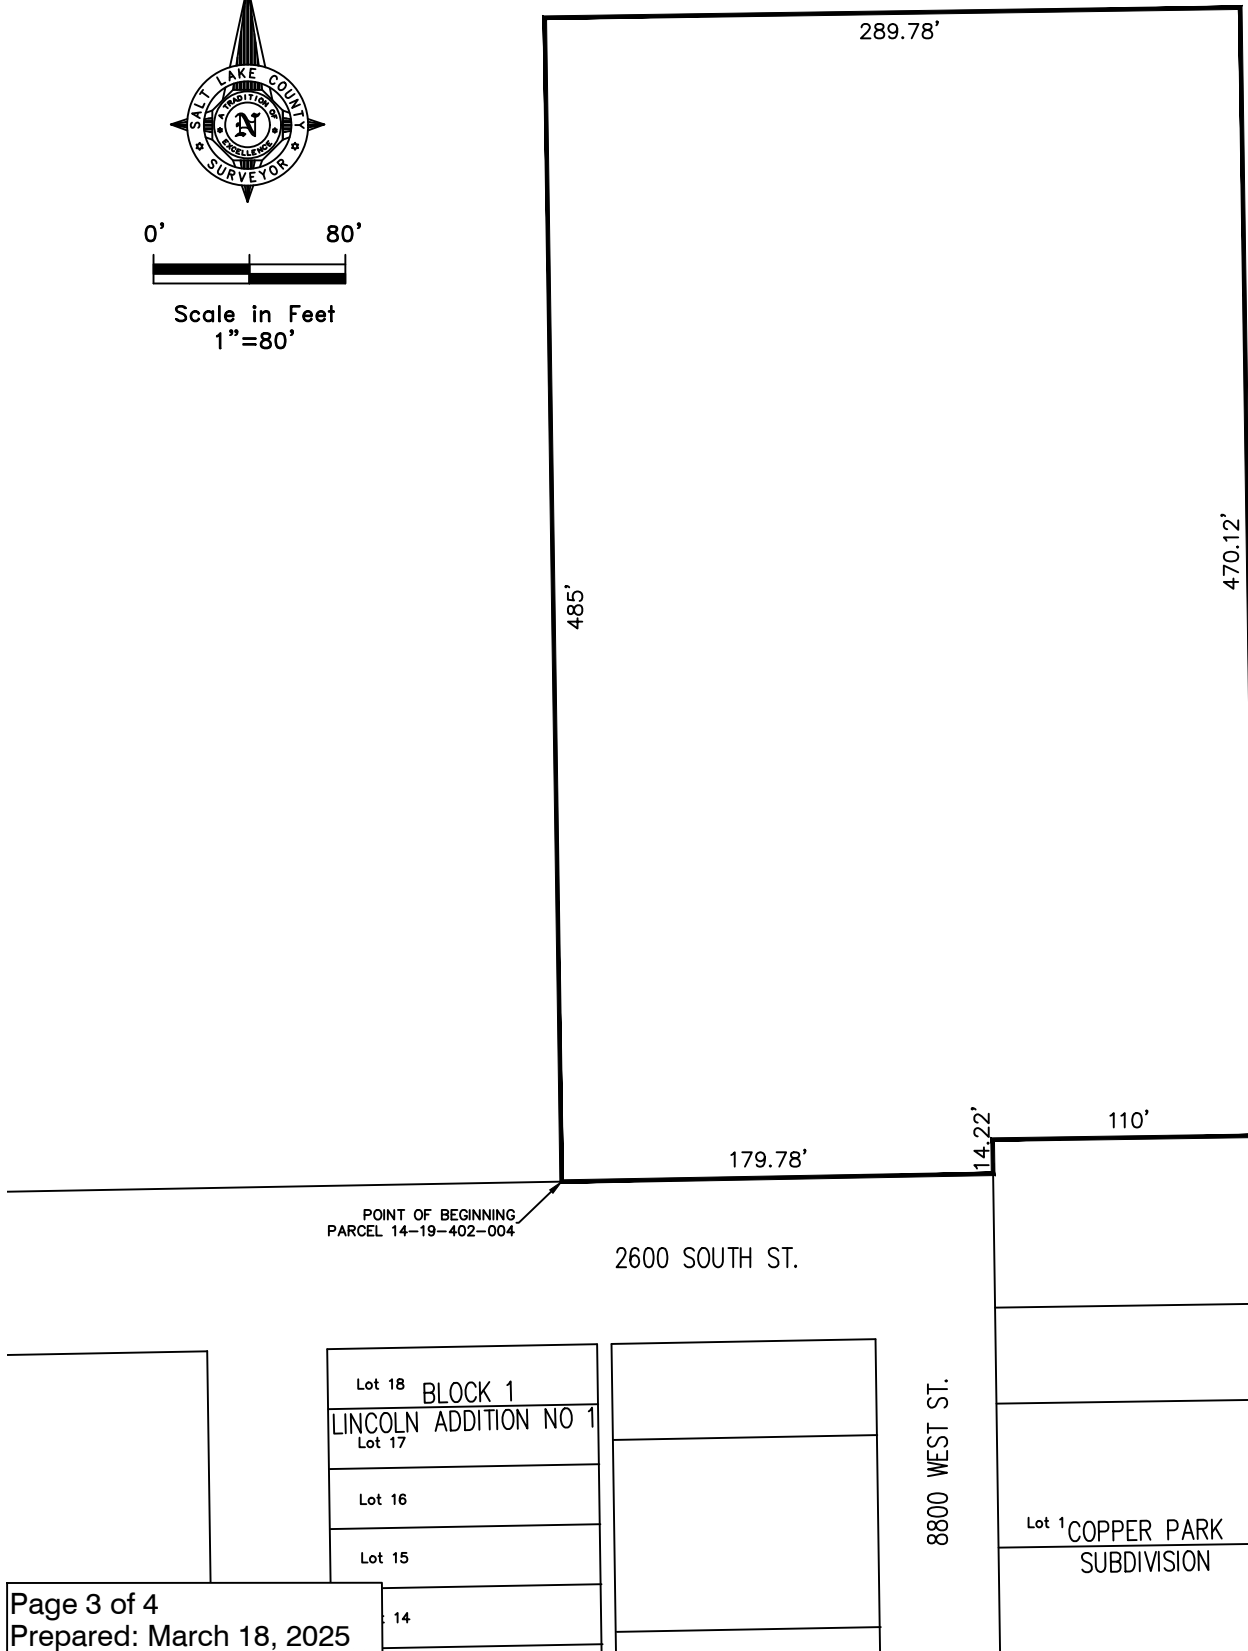 289.78’
SALT LAKE COUNTY
A TRADITION OF
N
EXCELLENCE
SURVEYOR
0’ 80’
Scale in Feet
1”=80’
470.12’
485’
14.22’
110’
179.78’
POINT OF BEGINNING
PARCEL 14-19-402-004
2600 SOUTH ST.
Lot 18
BLOCK 1
LINCOLN ADDITION NO 1
Lot 17
Lot 16
Lot 15
14
8800 WEST ST.
Lot 1
COPPER PARK
SUBDIVISION
Page 3 of 4
Prepared: March 18, 2025